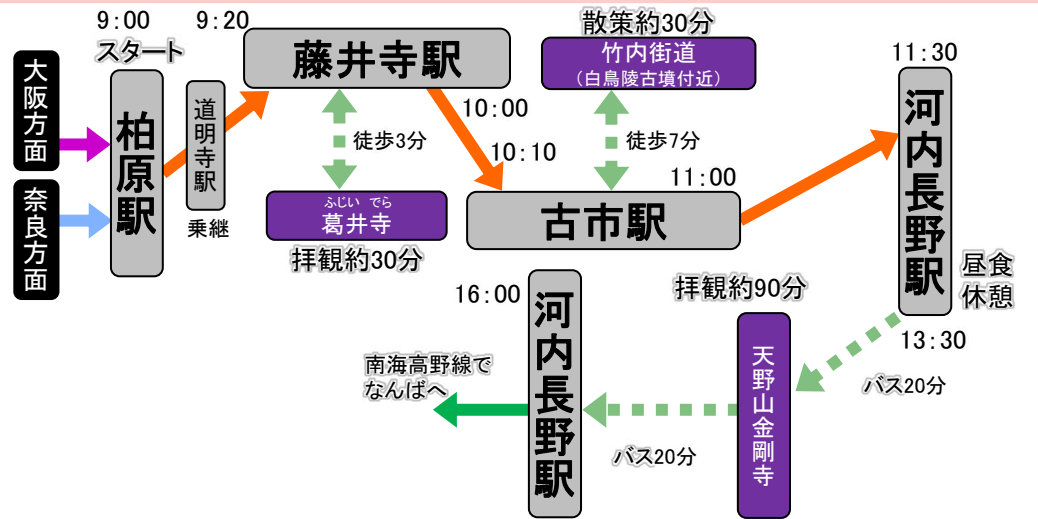 9:00
スタート
大阪方面
奈良方面
柏原駅
9:20
道明寺駅
乗継
藤井寺駅
徒歩3分
ふじい でら
葛井寺
拝観約30分
10:00
10:10
散策約30分
竹内街道
(白鳥陵古墳付近)
徒歩7分
11:00
古市駅
11:30
河内長野駅
昼食
休憩
13:30
バス20分
拝観約90分
天野山金剛寺
バス20分
16:00
河内長野駅
南海高野線で
なんばへ